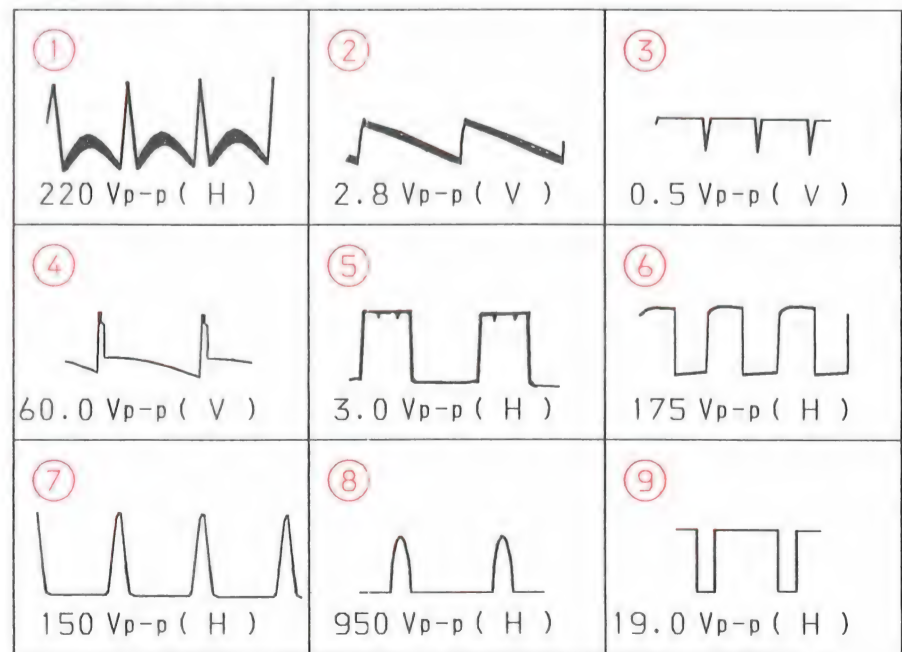 ① ② ③
220 Vp-p ( H ) 2.8 Vp-p ( V ) 0.5 Vp-p ( V )
④ ⑤ ⑥
60.0 Vp-p ( V ) 3.0 Vp-p ( H ) 175 Vp-p ( H )
⑦ ⑧ ⑨
150 Vp-p ( H ) 950 Vp-p ( H ) 19.0 Vp-p ( H )